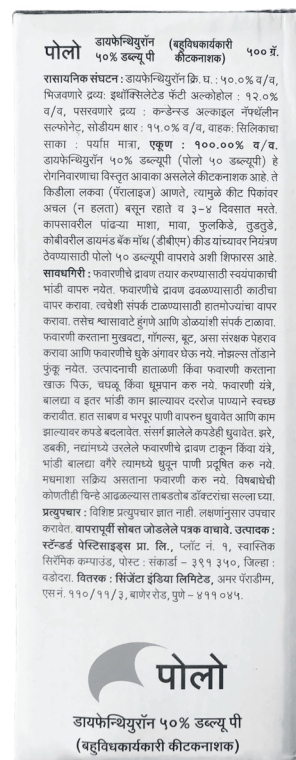 पोलो डायफेन्थियुरॉन ५०% डब्ल्यू पी (बहुविधकार्यकारी कीटकनाशक) ५०० ग्रॅ.
रासायनिक संघटन : डायफेन्थियुरॉन क्रि. घ. : ५०.०% व/व,
भिजवणारे द्रव्य: इथॉक्सिलेटेड फॅटी अल्कोहोल : १२.०%
व/व, पसरवणारे द्रव्य : कन्डेन्स्ड अल्काइल नॅफ्थॅलीन
सल्फोनेट, सोडीयम क्षार : १५.०% व/व, वाहक: सिलिकाचा
साका : पर्याप्त मात्रा, एकूण : १००.००% व/व.
डायफेन्थियुरॉन ५०% डब्ल्यूपी (पोलो ५० डब्ल्यूपी) हे
रोगनिवारणाचा विस्तृत आवाका असलेले कीटकनाशक आहे. ते
किडीला लकवा (पॅरालाइज) आणते, त्यामुळे कीट पिकांवर
अचल (न हलता) बसून राहते व ३-४ दिवसात मरते.
कापसावरील पांढऱ्या माशा, मावा, फुलकिडे, तुडतुडे,
कोबीवरील डायमंड बॅक मॉथ (डीबीएम) कीड यांच्यावर नियंत्रण
ठेवण्यासाठी पोलो ५० डब्ल्यूपी वापरावे अशी शिफारस आहे.
सावधगिरी : फवारणीचे द्रावण तयार करण्यासाठी स्वयंपाकाची
भांडी वापरु नयेत. फवारणीचे द्रावण ढवळण्यासाठी काठीचा
वापर करावा. त्वचेशी संपर्क टाळण्यासाठी हातमोज्यांचा वापर
करावा. तसेच श्वासावाटे हुंगणे आणि डोळ्यांशी संपर्क टाळावा.
फवारणी करताना मुखवटा, गॉगल्स, बूट, असा संरक्षक पेहराव
करावा आणि फवारणीचे धुके अंगावर घेऊ नये. नोझल्स तोंडाने
फुंकू नयेत. उत्पादनाची हाताळणी किंवा फवारणी करताना
खाऊ पिऊ, चघळू किंवा धूम्रपान करु नये. फवारणी यंत्रे,
बालद्या व इतर भांडी काम झाल्यावर दररोज पाण्याने स्वच्छ
करावीत. हात साबण व भरपूर पाणी वापरुन धुवावेत आणि काम
झाल्यावर कपडे बदलावेत. संसर्ग झालेले कपडेही धुवावेत. झरे,
डबकी, नद्यांमध्ये उरलेले फवारणीचे द्रावण टाकून किंवा यंत्रे,
भांडी बालद्या वगैरे त्यामध्ये धुवून पाणी प्रदूषित करु नये.
मधमाशा सक्रिय असताना फवारणी करु नये. विषबाधेची
कोणतीही चिन्हे आढळल्यास ताबडतोब डॉक्टरांचा सल्ला घ्या.
प्रत्युपचार : विशिष्ट प्रत्युपचार ज्ञात नाही. लक्षणांनुसार उपचार
करावेत. वापरापूर्वी सोबत जोडलेले पत्रक वाचावे. उत्पादक :
स्टॅन्डर्ड पेस्टिसाइड्स प्रा. लि., प्लॉट नं. १, स्वास्तिक
सिरॅमिक कम्पाउंड, पोस्ट : संकार्डा – ३९१ ३५०, जिल्हा :
वडोदरा. वितरक : सिंजेंटा इंडिया लिमिटेड, अमर पॅराडीम्म,
एस नं. ११०/११/३, बाणेर रोड, पुणे – ४११ ०४५.
पोलो
डायफेन्थियुरॉन ५०% डब्ल्यू पी
(बहुविधकार्यकारी कीटकनाशक)